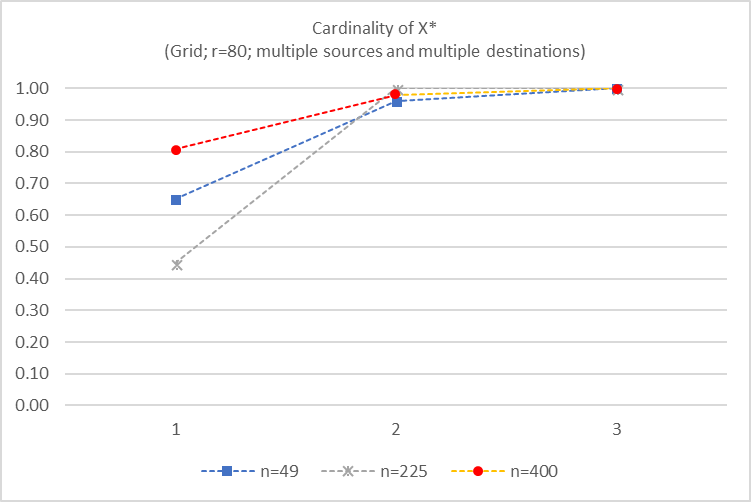 Cardinality of X*
(Grid; r=80; multiple sources and multiple destinations)
1.00
0.90
0.80
0.70
0.60
0.50
0.40
0.30
0.20
0.10
0.00
1 2 3
n=49 n=225 n=400